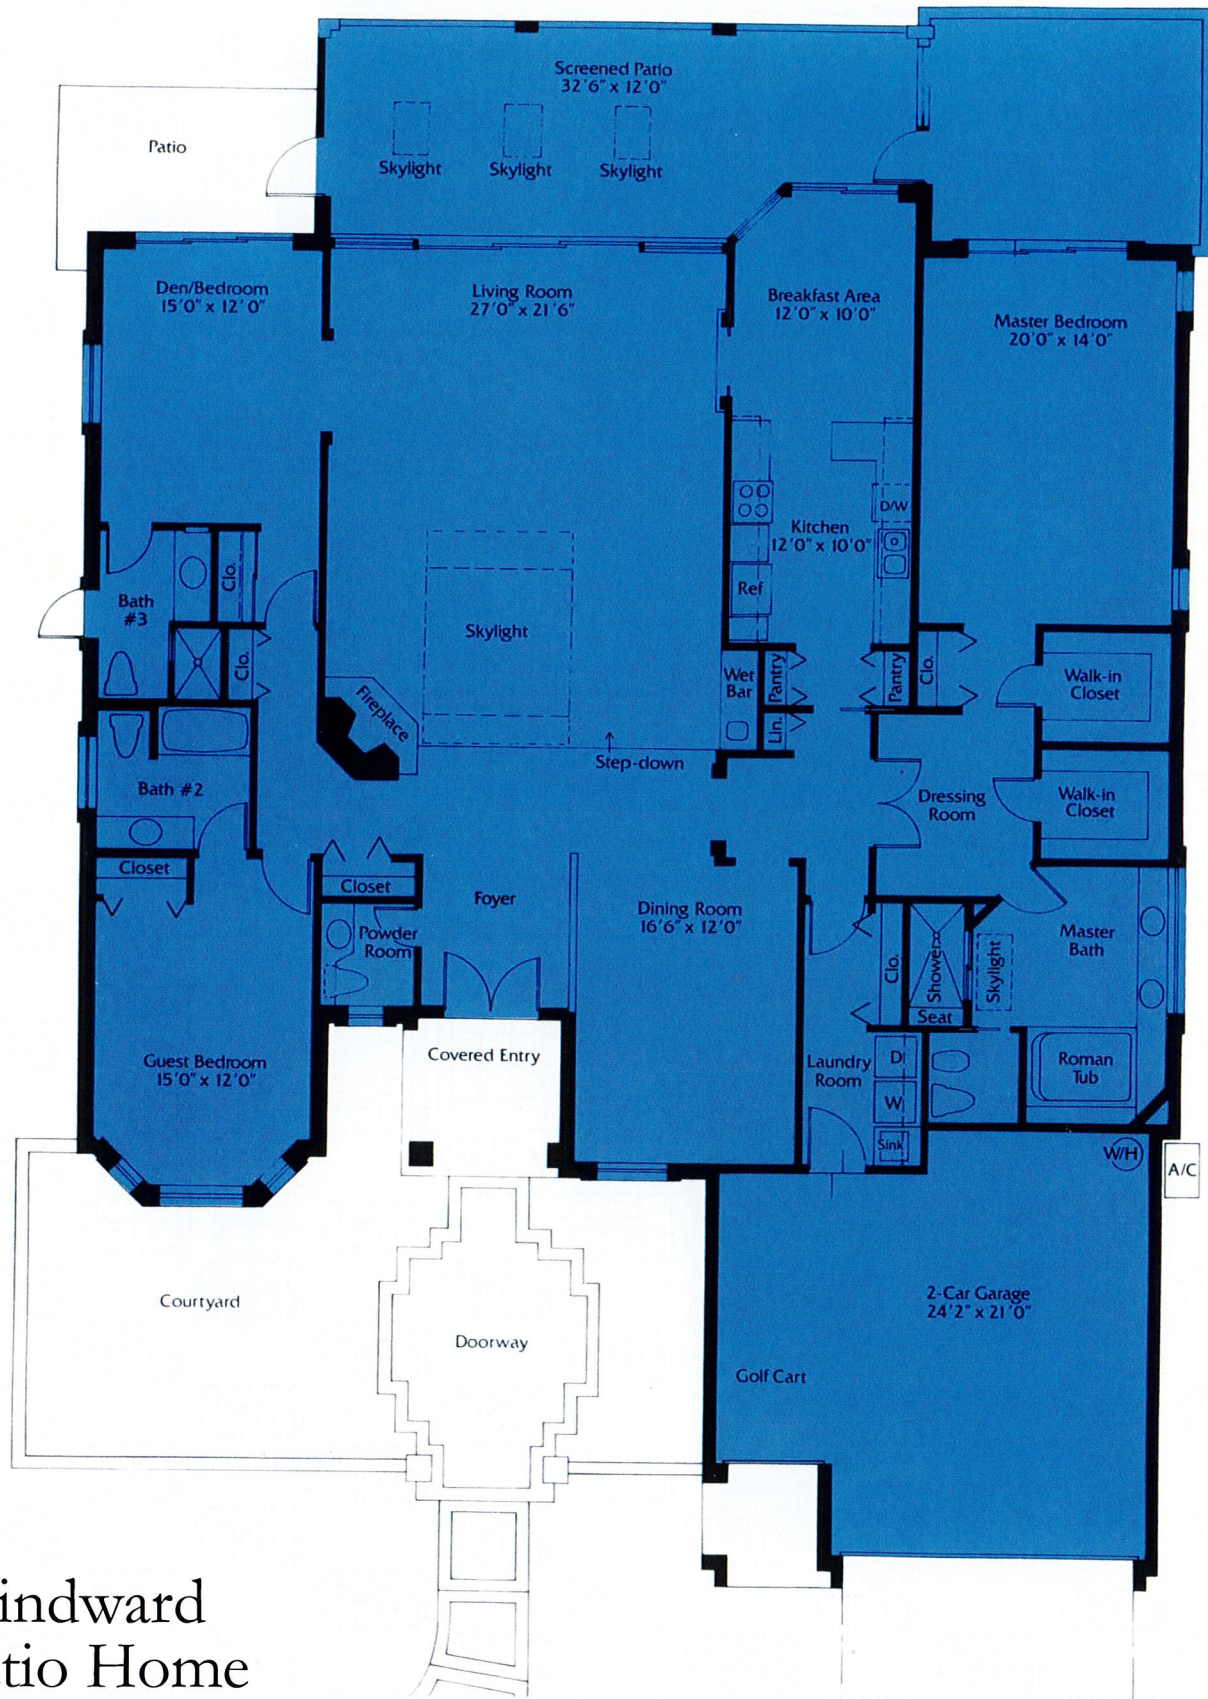 Screened Patio
32'6" x 12'0"
Patio
Skylight
Skylight
Skylight
Den/Bedroom
15'0" x 12'0"
Living Room
27'0" x 21'6"
Breakfast Area
12'0" x 10'0"
Master Bedroom
20'0" x 14'0"
D/W
Kitchen
12'0" x 10'0"
Clo.
Ref
Bath
#3
Skylight
Clo.
Wet
Bar
Pantry
Pantry
Clo.
Walk-in
Closet
Fireplace
Lin.
Step-down
Bath #2
Dressing
Room
Walk-in
Closet
Closet
Closet
Foyer
Dining Room
16'6" x 12'0"
Powder
Room
Clo.
Shower
Skylight
Master
Bath
Seat
Guest Bedroom
15'0" x 12'0"
Covered Entry
Laundry
Room
D
W
Sink
Roman
Tub
W/H
A/C
Courtyard
2-Car Garage
24'2" x 21'0"
Doorway
Golf Cart
indward
tio Home